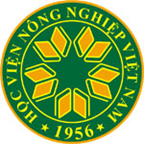 HỌC VIỆN NÔNG NGHIỆP VIỆT NAM
★ 1956 ★